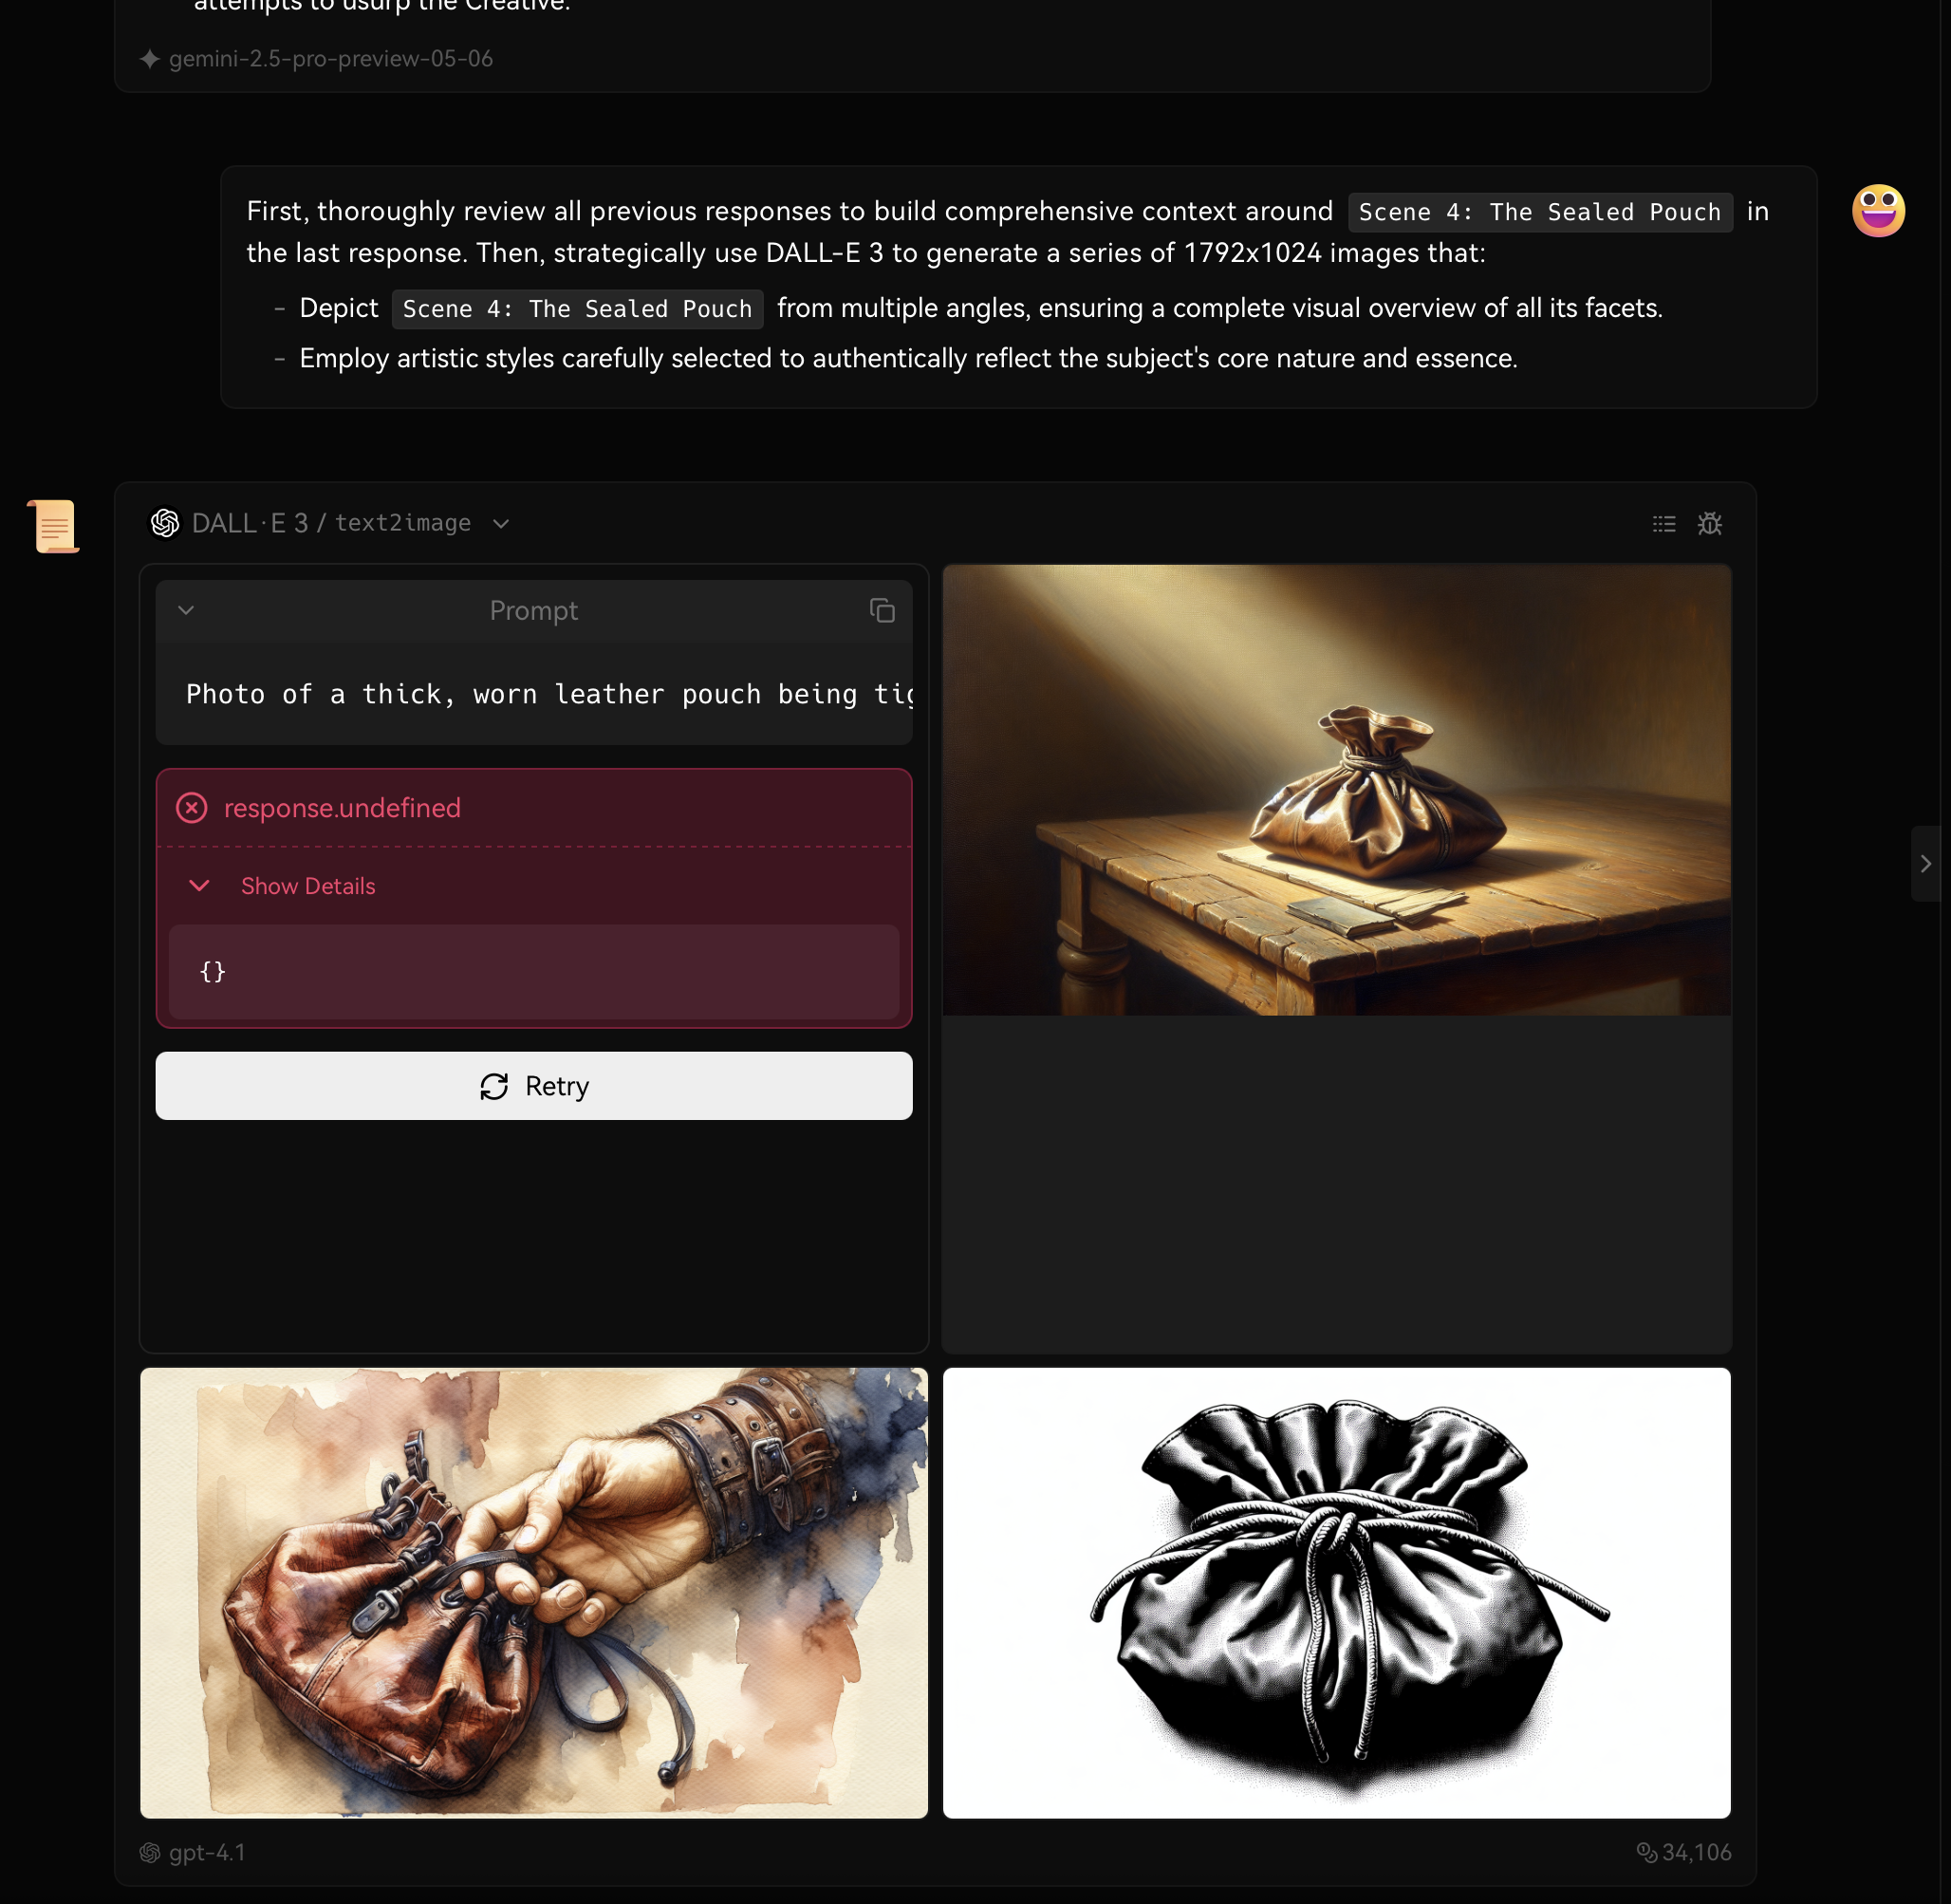 attempts to usurp the Creative.
gemini-2.5-pro-preview-05-06
First, thoroughly review all previous responses to build comprehensive context around Scene 4: The Sealed Pouch in
the last response. Then, strategically use DALL-E 3 to generate a series of 1792x1024 images that:
- Depict Scene 4: The Sealed Pouch from multiple angles, ensuring a complete visual overview of all its facets.
- Employ artistic styles carefully selected to authentically reflect the subject's core nature and essence.
DALL·E 3 / text2image
Prompt
Photo of a thick, worn leather pouch being tig
response.undefined
Show Details
{}
Retry
gpt-4.1
34,106